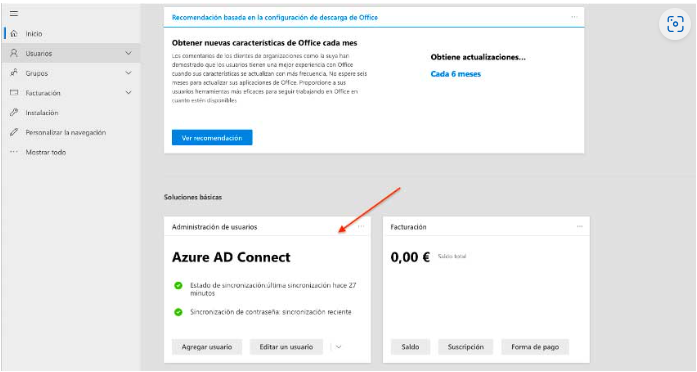 Inicio
Usuarios
Grupos
Facturación
Instalación
Personalizar la navegación
Mostrar todo
Recomendación basada en la configuración de descarga de Office
Obtener nuevas características de Office cada mes
Los comentarios de los clientes de organizaciones como la suya han
demostrado que los usuarios tienen una mejor experiencia con Office
cuando sus características se actualizan con más frecuencia. No espere seis
meses para actualizar sus aplicaciones de Office. Proporcione a sus
usuarios herramientas más eficaces para seguir trabajando en Office en
cuanto estén disponibles
Ver recomendación
Obtiene actualizaciones...
Cada 6 meses
Soluciones básicas
Administración de usuarios
Azure AD Connect
Estado de sincronización:última sincronización hace 27
minutos
Sincronización de contraseña: sincronización reciente
Agregar usuario
Editar un usuario
Facturación
0,00 € Saldo total
Saldo
Suscripción
Forma de pago